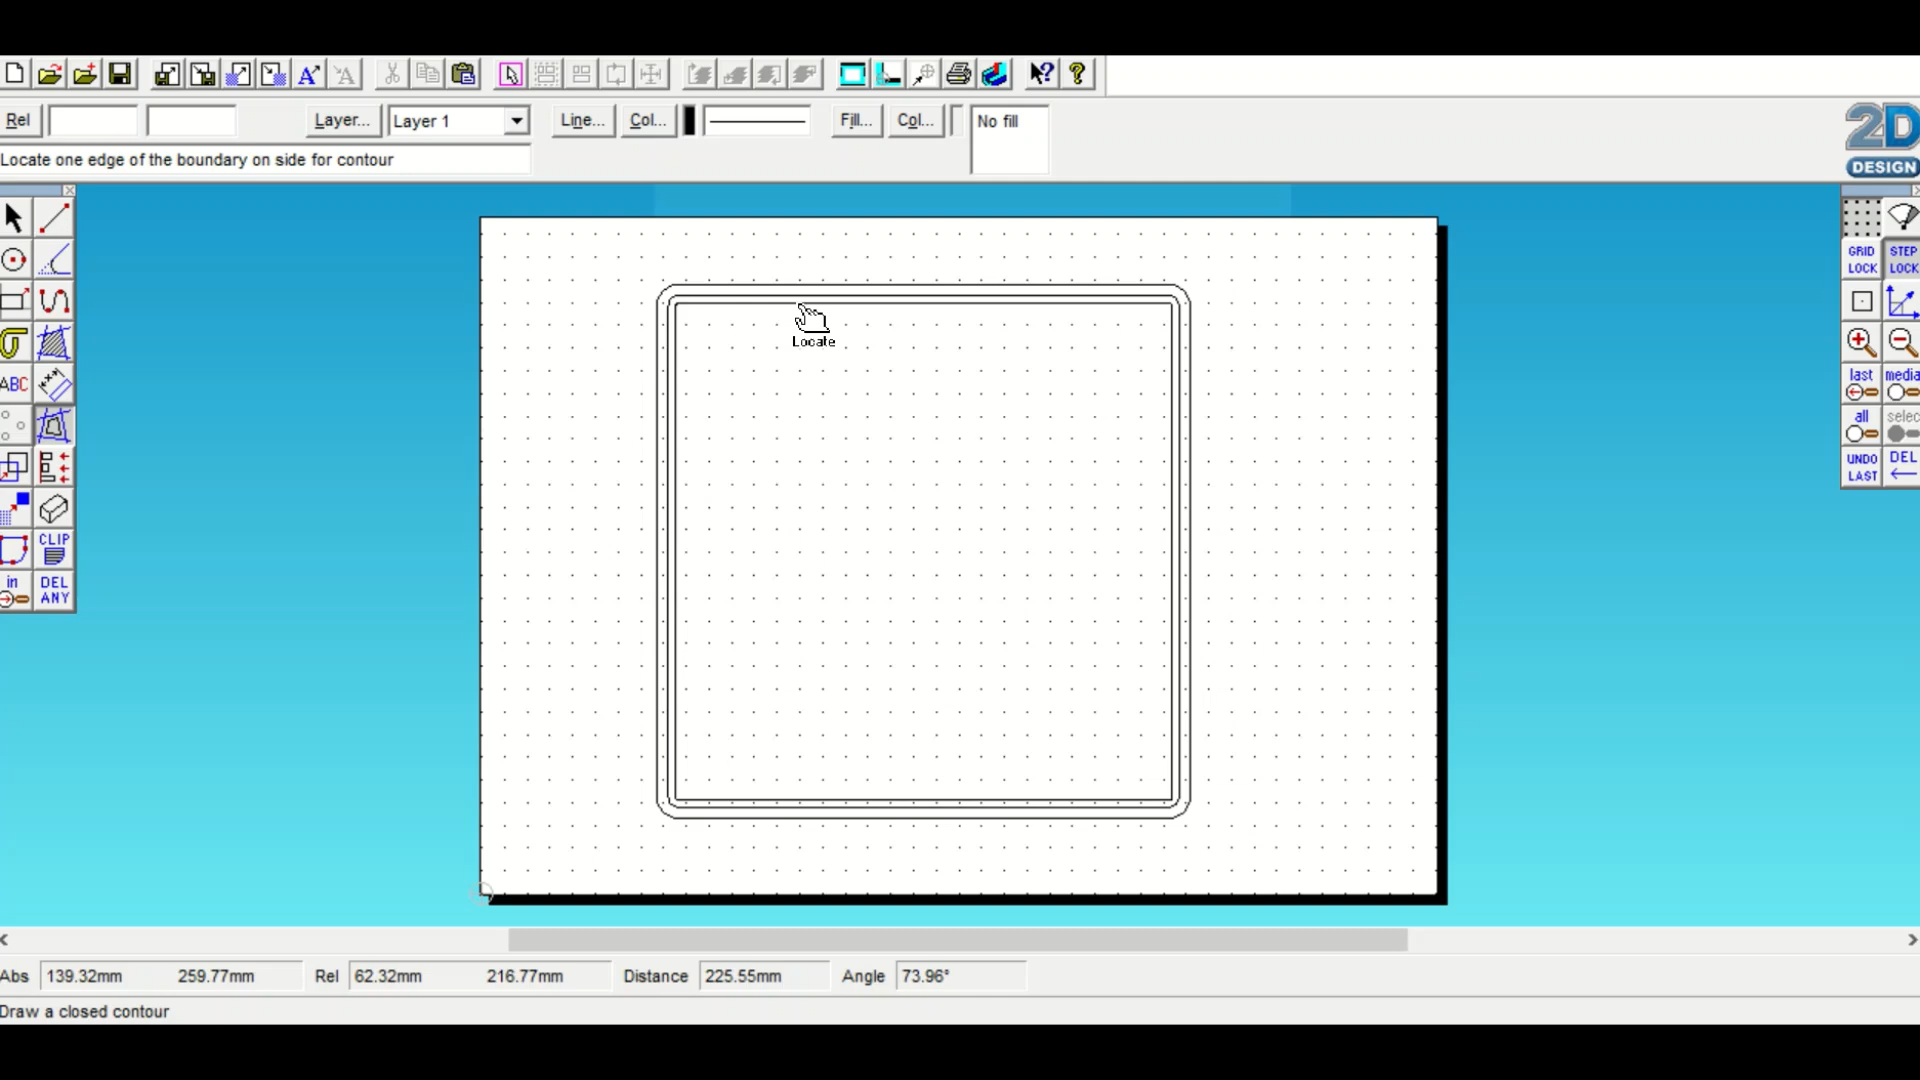 Rel
Layer...
Layer 1
Line...
Col...
Fill...
Col...
No fill
2D
DESIGN
Locate one edge of the boundary on side for contour
GRID LOCK
STEP LOCK
ABC
last
media
all
selec
UNDO LAST
DEL
CLIP
in
DEL ANY
Locate
Abs 139.32mm 259.77mm Rel 62.32mm 216.77mm Distance 225.55mm Angle 73.96°
Draw a closed contour